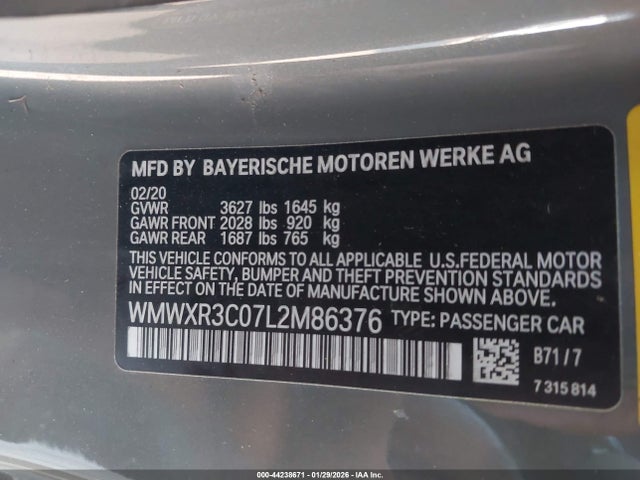 MFD BY BAYERISCHE MOTOREN WERKE AG
02/20
GVWR 3627 lbs 1645 kg
GAWR FRONT 2028 lbs 920 kg
GAWR REAR 1687 lbs 765 kg
THIS VEHICLE CONFORMS TO ALL APPLICABLE U.S.FEDERAL MOTOR
VEHICLE SAFETY, BUMPER AND THEFT PREVENTION STANDARDS
IN EFFECT ON THE DATE OF MANUFACTURE SHOWN ABOVE.
WMWXR3C07L2M86376 TYPE: PASSENGER CAR
B71/7
7315814
000-44238671 - 01/29/2026 - IAA Inc.